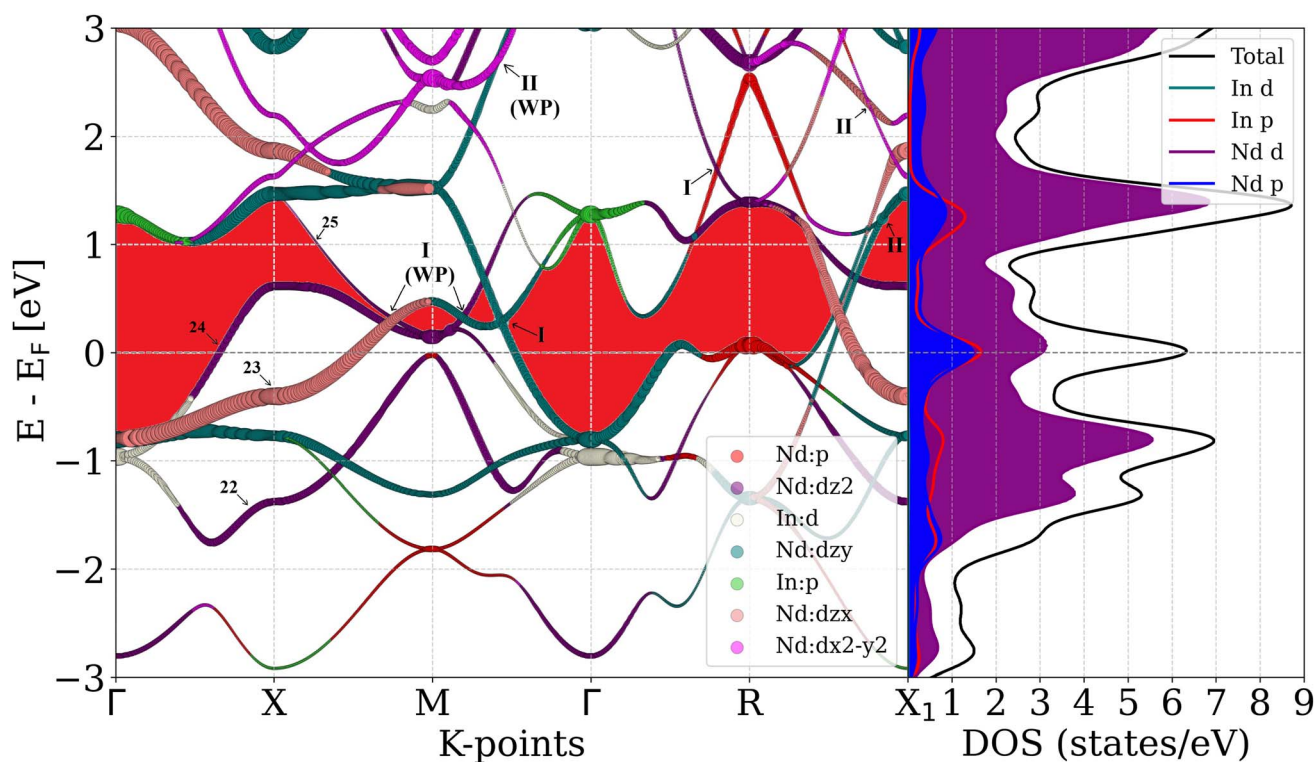 3
2
1
0
−1
−2
−3
E - E_F [eV]
Γ X M Γ R X₁
K-points
25
24
23
22
I
(WP)
I
II
(WP)
I
II
II
Nd:p
Nd:dz2
In:d
Nd:dzy
In:p
Nd:dzx
Nd:dx2-y2
Total
In d
In p
Nd d
Nd p
1 2 3 4 5 6 7 8 9
DOS (states/eV)